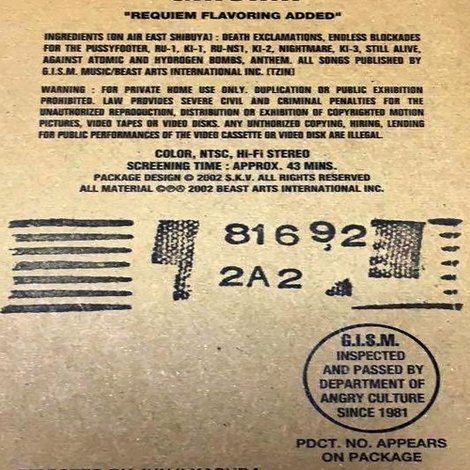 "REQUIEM FLAVORING ADDED"
INGREDIENTS [ON AIR EAST SHIBUYA] : DEATH EXCLAMATIONS, ENDLESS BLOCKADES
FOR THE PUSSYFOOTER, RU-1, KI-1, RU-NS1, KI-2, NIGHTMARE, KI-3, STILL ALIVE,
AGAINST ATOMIC AND HYDROGEN BOMBS, ANTHEM. ALL SONGS PUBLISHED BY
G.I.S.M. MUSIC/BEAST ARTS INTERNATIONAL INC. [TZIN]
WARNING : FOR PRIVATE HOME USE ONLY. DUPLICATION OR PUBLIC EXHIBITION
PROHIBITED. LAW PROVIDES SEVERE CIVIL AND CRIMINAL PENALTIES FOR THE
UNAUTHORIZED REPRODUCTION, DISTRIBUTION OR EXHIBITION OF COPYRIGHTED MOTION
PICTURES, VIDEO TAPES OR VIDEO DISKS. ANY UNTHORIZED COPYING, HIRING, LENDING
FOR PUBLIC PERFORMANCES OF THE VIDEO CASSETTE OR VIDEO DISK ARE ILLEGAL.
COLOR, NTSC, Hi-Fi STEREO
SCREENING TIME : APPROX. 43 MINS.
PACKAGE DESIGN © 2002 S.K.V. ALL RIGHTS RESERVED
ALL MATERIAL ©℗® 2002 BEAST ARTS INTERNATIONAL INC.
81692
2A2
G.I.S.M.
INSPECTED
AND PASSED BY
DEPARTMENT OF
ANGRY CULTURE
SINCE 1981
PDCT. NO. APPEARS
ON PACKAGE